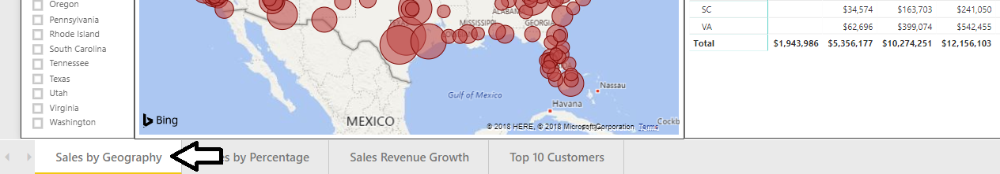 Oregon
Pennsylvania
Rhode Island
South Carolina
Tennessee
Texas
Utah
Virginia
Washington
ALABAMA
MISSISSIPPI
GEORGIA
Gulf of Mexico
Nassau
Havana
MEXICO
Bing
© 2018 HERE, © 2018 Microsoft Corporation Terms
Cockb
SC $34,574 $163,703 $241,050
VA $62,696 $399,074 $542,455
Total $1,943,986 $5,356,177 $10,274,251 $12,156,103
Sales by Geography
s by Percentage
Sales Revenue Growth
Top 10 Customers